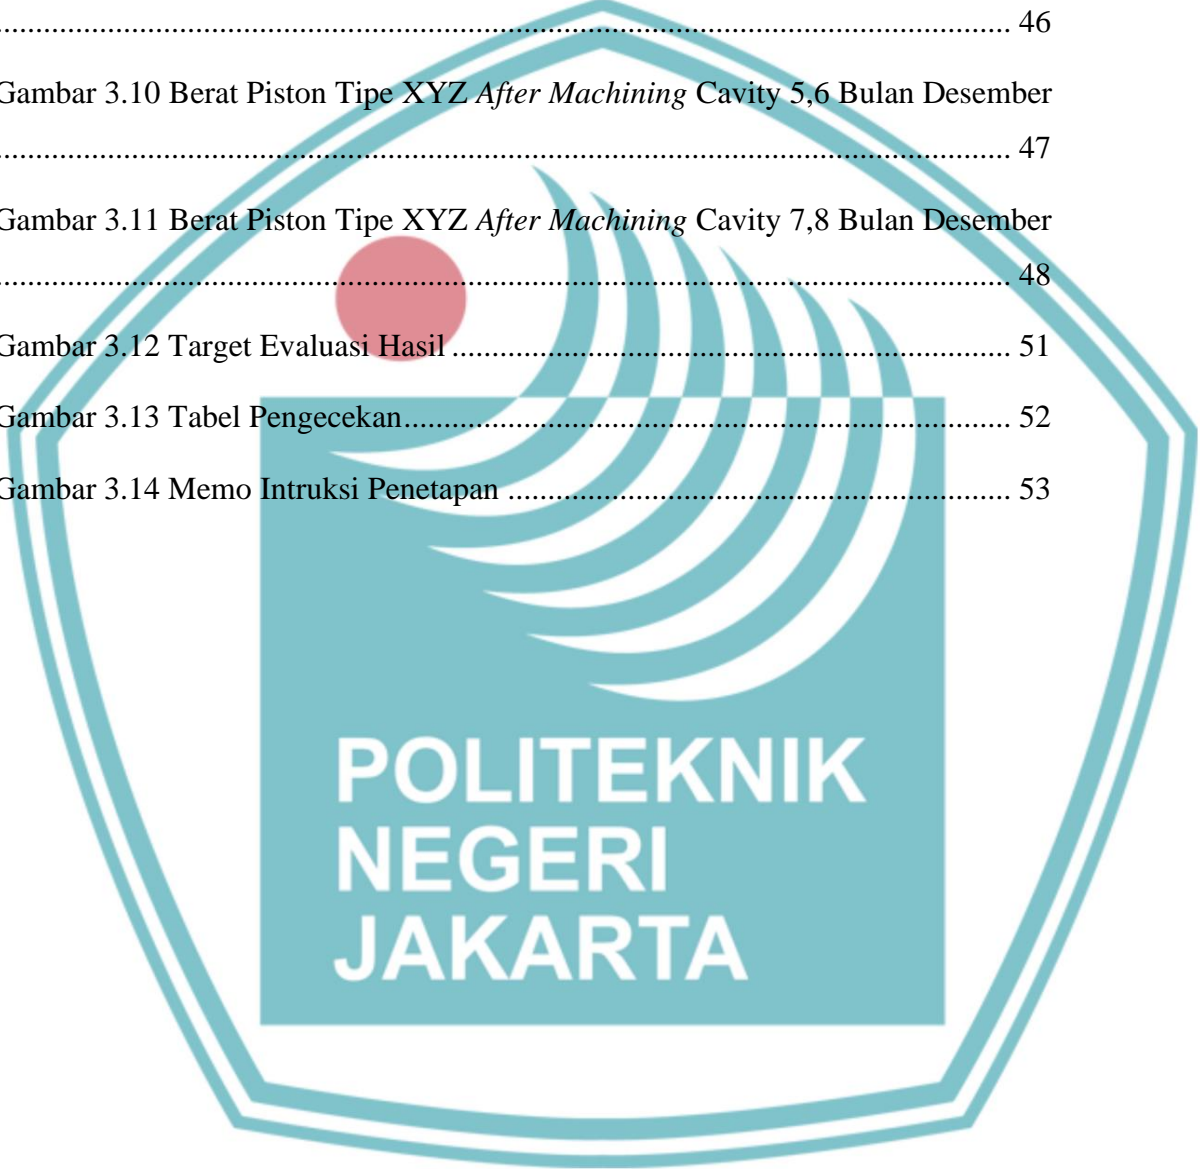 .................................................................................................................................. 46
Gambar 3.10 Berat Piston Tipe XYZ After Machining Cavity 5,6 Bulan Desember
.................................................................................................................................. 47
Gambar 3.11 Berat Piston Tipe XYZ After Machining Cavity 7,8 Bulan Desember
.................................................................................................................................. 48
Gambar 3.12 Target Evaluasi Hasil ...................................................................... 51
Gambar 3.13 Tabel Pengecekan............................................................................ 52
Gambar 3.14 Memo Intruksi Penetapan ............................................................... 53
POLITEKNIK
NEGERI
JAKARTA